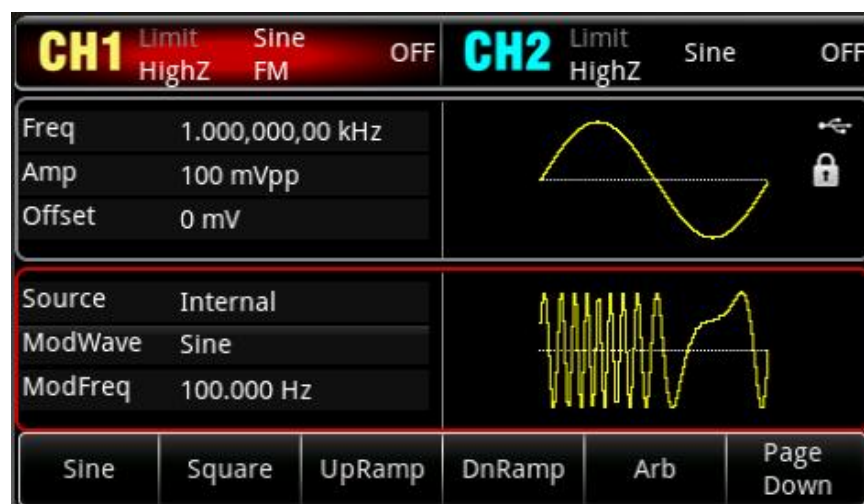 CH1 Limit Sine OFF CH2 Limit Sine OFF
HighZ FM HighZ
Freq 1.000,000,00 kHz
Amp 100 mVpp
Offset 0 mV
Source Internal
ModWave Sine
ModFreq 100.000 Hz
Sine Square UpRamp DnRamp Arb Page
Down